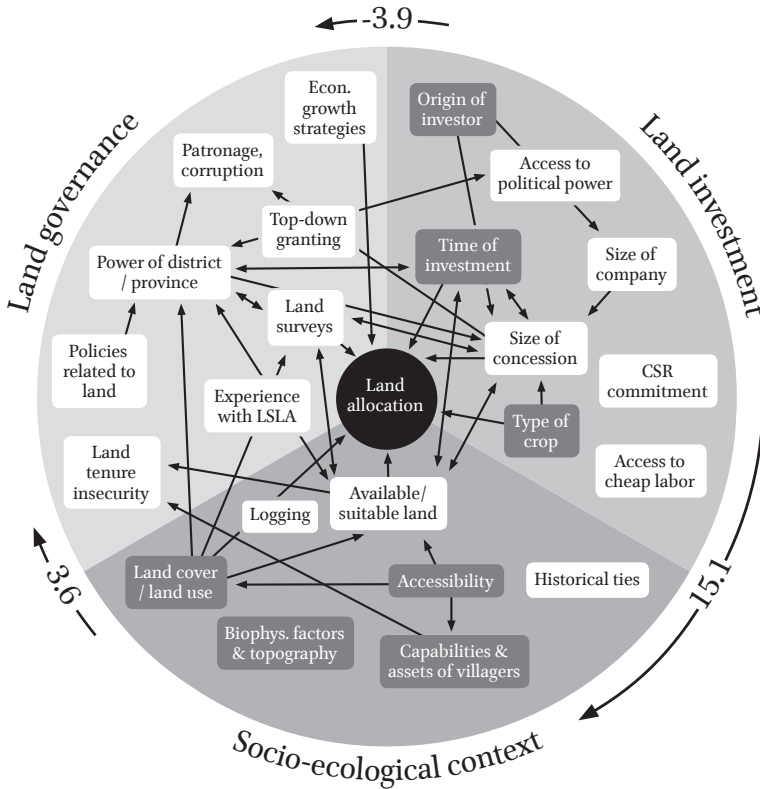 -3.9
Land governance
Land investment
Econ.
growth
strategies
Origin of
investor
Patronage,
corruption
Access to
political power
Top-down
granting
Power of district
/ province
Time of
investment
Size of
company
Land
surveys
Size of
concession
Policies
related to
land
Experience
with LSLA
Land
allocation
CSR
commitment
Type of
crop
Land
tenure
insecurity
Access to
cheap labor
Available/
suitable land
Logging
Land cover
/ land use
Accessibility
Historical ties
3.6
15.1
Biophys. factors
& topography
Capabilities &
assets of villagers
Socio-ecological context